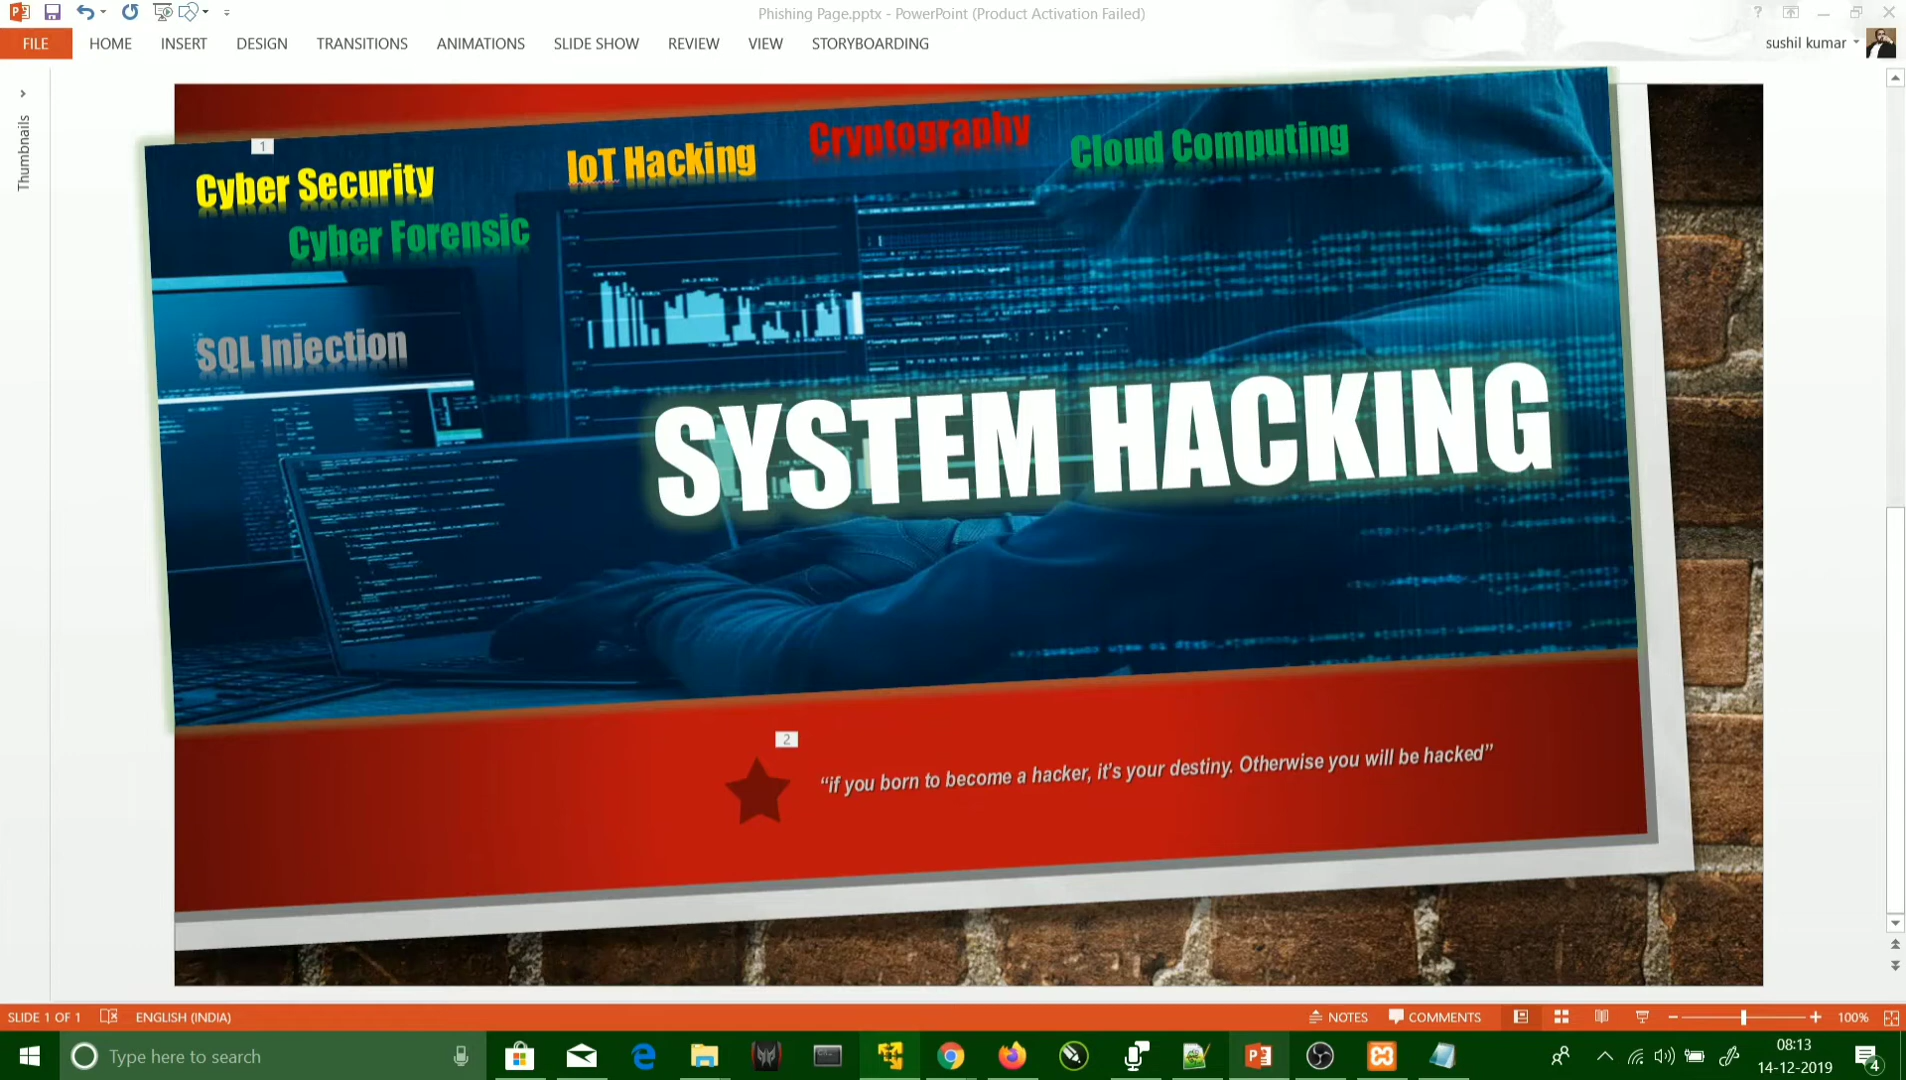 Phishing Page.pptx - PowerPoint (Product Activation Failed)
FILE HOME INSERT DESIGN TRANSITIONS ANIMATIONS SLIDE SHOW REVIEW VIEW STORYBOARDING
sushil kumar
Thumbnails
1
Cyber Security
IoT Hacking
Cryptography
Cloud Computing
Cyber Forensic
SQL Injection
SYSTEM HACKING
2
“if you born to become a hacker, it’s your destiny. Otherwise you will be hacked”
SLIDE 1 OF 1 ENGLISH (INDIA) NOTES COMMENTS 100%
Type here to search
08:13
14-12-2019
4